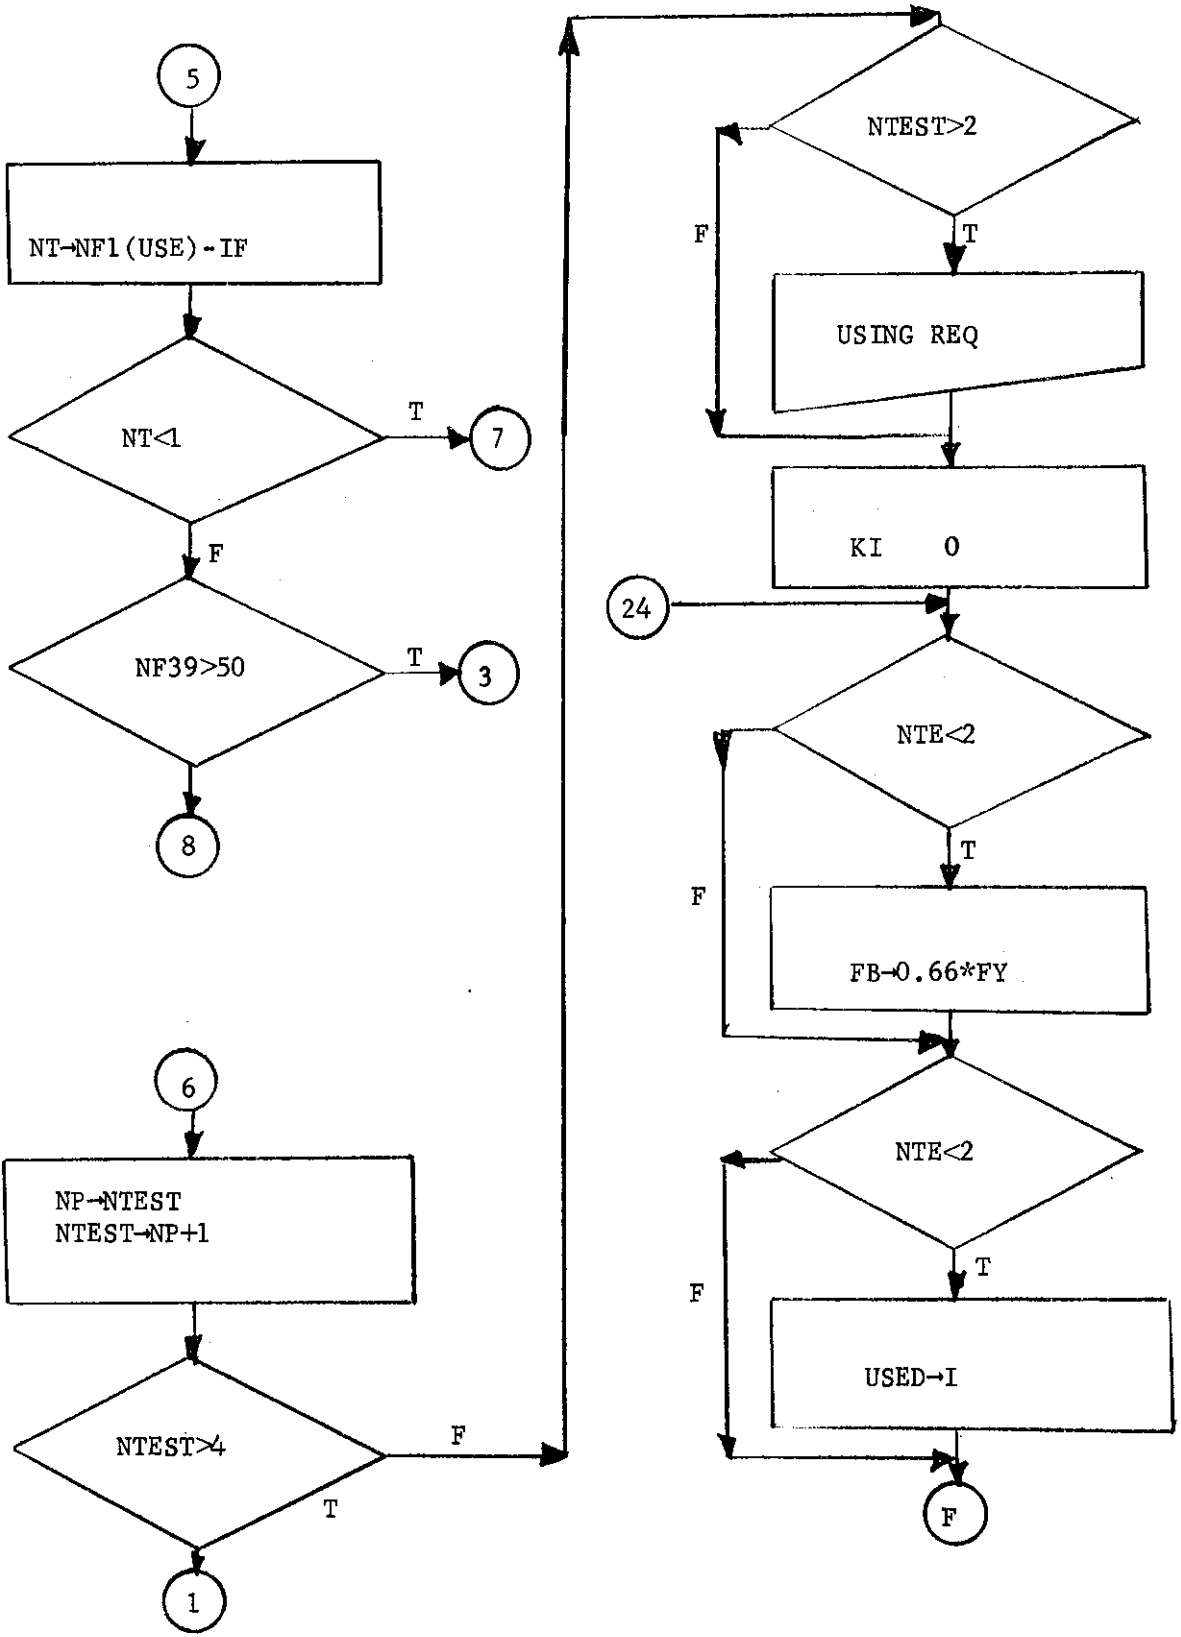 5
NT→NF1(USE)-IF
NT<1
T
7
F
NF39>50
T
3
8
6
NP→NTEST
NTEST→NP+1
NTEST>4
F
T
1
NTEST>2
F
T
USING REQ
KI 0
24
NTE<2
T
F
FB→0.66*FY
NTE<2
T
F
USED→I
F